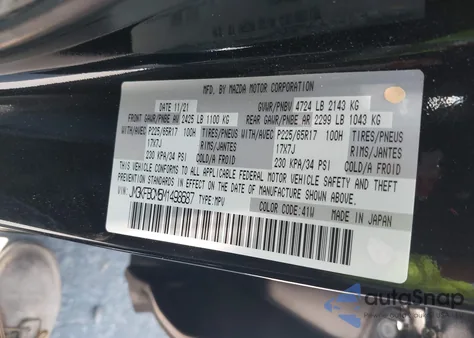 MFD. BY MAZDA MOTOR CORPORATION
DATE 11/21 GVWR/PNBV 4724 LB 2143 KG
FRONT GAWR/PNBE AV 2425 LB 1100 KG REAR GAWR/PNBE AR 2299 LB 1043 KG
WITH/AVEC P225/65R17 100H TIRES/PNEUS WITH/AVEC P225/65R17 100H TIRES/PNEUS
17X7J RIMS/JANTES 17X7J RIMS/JANTES
230 KPA/34 PSI COLD/A FROID 230 KPA/34 PSI COLD/A FROID
THIS VEHICLE CONFORMS TO ALL APPLICABLE FEDERAL MOTOR VEHICLE SAFETY AND THEFT
PREVENTION STANDARDS IN EFFECT ON THE DATE OF MANUFACTURE SHOWN ABOVE.
VIN: TYPE: MPV COLOR CODE:41W MADE IN JAPAN
autoSnap